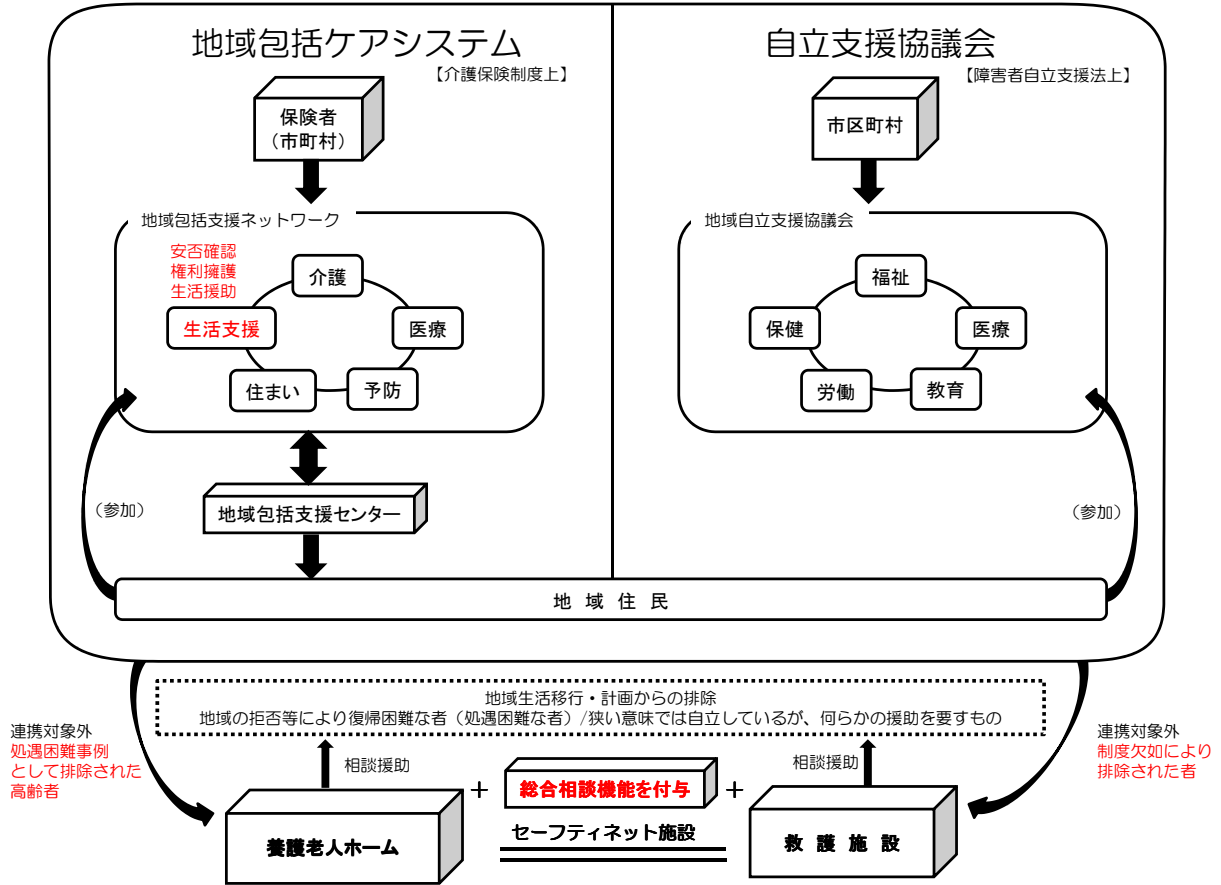 地域包括ケアシステム
【介護保険制度上】
保険者
(市町村)
地域包括支援ネットワーク
安否確認
権利擁護
生活援助
介護
生活支援
医療
住まい
予防
(参加)
地域包括支援センター
自立支援協議会
【障害者自立支援法上】
市区町村
地域自立支援協議会
福祉
保健
医療
労働
教育
(参加)
地域住民
地域生活移行・計画からの排除
地域の拒否等により復帰困難な者(処遇困難な者)/狭い意味では自立しているが、何らかの援助を要すもの
連携対象外
処遇困難事例
として排除された
高齢者
相談援助
養護老人ホーム
+
総合相談機能を付与
+
セーフティネット施設
相談援助
救護施設
連携対象外
制度欠如により
排除された者